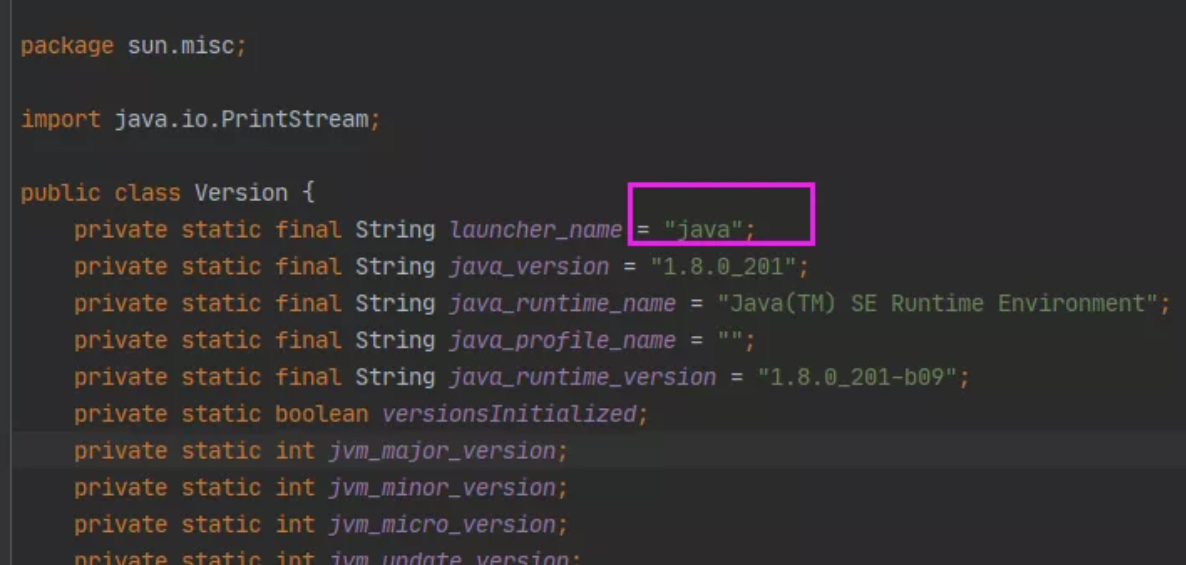 package sun.misc;
import java.io.PrintStream;
public class Version {
private static final String launcher_name = "java";
private static final String java_version = "1.8.0_201";
private static final String java_runtime_name = "Java(TM) SE Runtime Environment";
private static final String java_profile_name = "";
private static final String java_runtime_version = "1.8.0_201-b09";
private static boolean versionsInitialized;
private static int jvm_major_version;
private static int jvm_minor_version;
private static int jvm_micro_version;
private static int jvm_update_version;